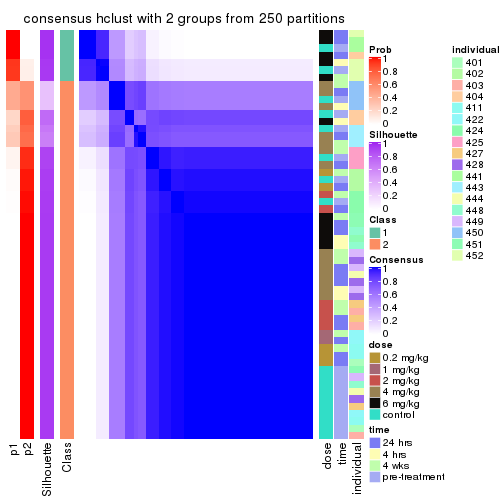 consensus hclust with 2 groups from 250 partitions
p1
p2
Silhouette
Class
dose
time
individual
Prob
1
0.8
0.6
0.4
0.2
0
Silhouette
1
0.8
0.6
0.4
0.2
0
Class
1
2
Consensus
1
0.8
0.6
0.4
0.2
0
dose
0.2 mg/kg
1 mg/kg
2 mg/kg
4 mg/kg
6 mg/kg
control
time
24 hrs
4 hrs
4 wks
pre-treatment
individual
401
402
403
404
411
422
424
425
427
428
441
443
444
448
449
450
451
452